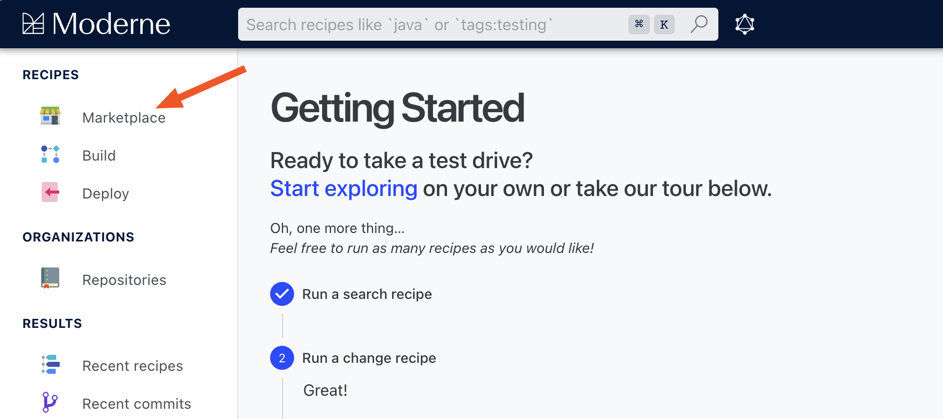 Moderne
Search recipes like `java` or `tags:testing`
⌘ K
RECIPES
Marketplace
Build
Deploy
ORGANIZATIONS
Repositories
RESULTS
Recent recipes
Recent commits
Getting Started
Ready to take a test drive?
Start exploring on your own or take our tour below.
Oh, one more thing...
Feel free to run as many recipes as you would like!
Run a search recipe
2 Run a change recipe
Great!